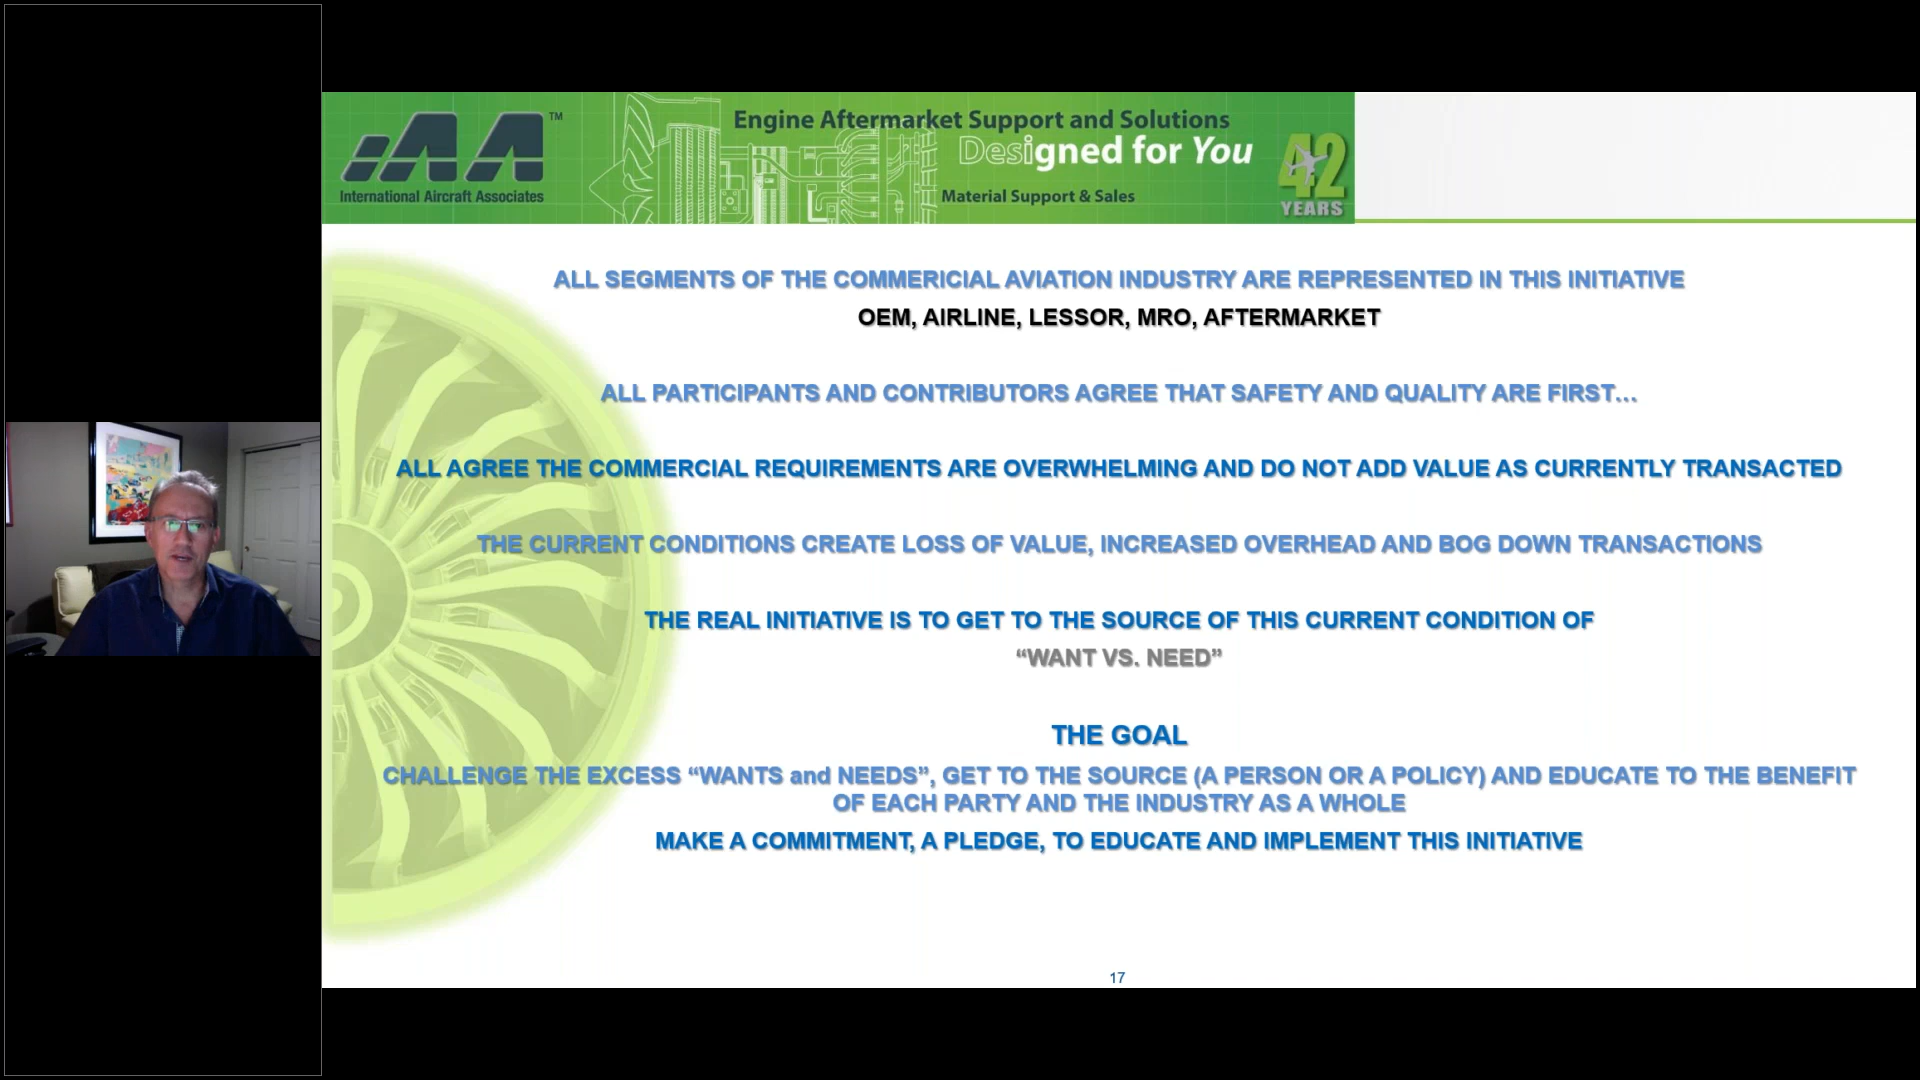 iAA™
International Aircraft Associates
Engine Aftermarket Support and Solutions
Designed for You
Material Support & Sales
42
YEARS
ALL SEGMENTS OF THE COMMERICIAL AVIATION INDUSTRY ARE REPRESENTED IN THIS INITIATIVE
OEM, AIRLINE, LESSOR, MRO, AFTERMARKET
ALL PARTICIPANTS AND CONTRIBUTORS AGREE THAT SAFETY AND QUALITY ARE FIRST…
ALL AGREE THE COMMERCIAL REQUIREMENTS ARE OVERWHELMING AND DO NOT ADD VALUE AS CURRENTLY TRANSACTED
THE CURRENT CONDITIONS CREATE LOSS OF VALUE, INCREASED OVERHEAD AND BOG DOWN TRANSACTIONS
THE REAL INITIATIVE IS TO GET TO THE SOURCE OF THIS CURRENT CONDITION OF
“WANT VS. NEED”
THE GOAL
CHALLENGE THE EXCESS “WANTS and NEEDS”, GET TO THE SOURCE (A PERSON OR A POLICY) AND EDUCATE TO THE BENEFIT
OF EACH PARTY AND THE INDUSTRY AS A WHOLE
MAKE A COMMITMENT, A PLEDGE, TO EDUCATE AND IMPLEMENT THIS INITIATIVE
17